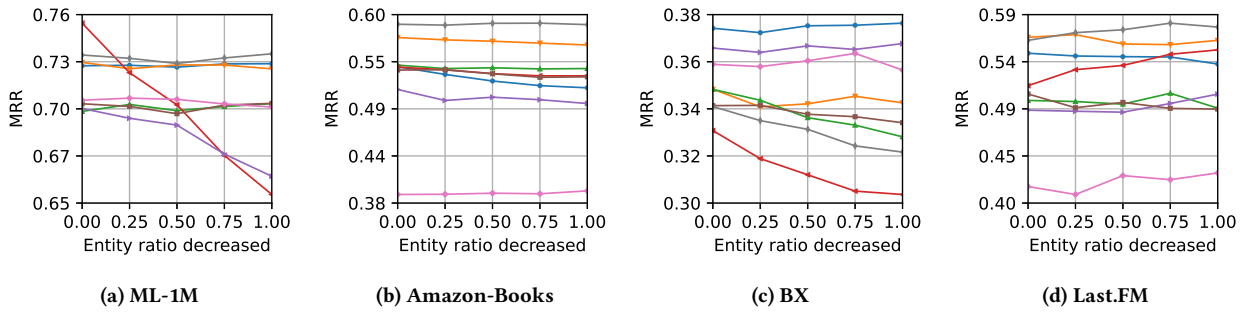 0.76
0.73
0.70
0.67
0.65
MRR
0.00 0.25 0.50 0.75 1.00
Entity ratio decreased
(a) ML-1M
0.60
0.55
0.49
0.44
0.38
MRR
0.00 0.25 0.50 0.75 1.00
Entity ratio decreased
(b) Amazon-Books
0.38
0.36
0.34
0.32
0.30
MRR
0.00 0.25 0.50 0.75 1.00
Entity ratio decreased
(c) BX
0.59
0.54
0.49
0.45
0.40
MRR
0.00 0.25 0.50 0.75 1.00
Entity ratio decreased
(d) Last.FM